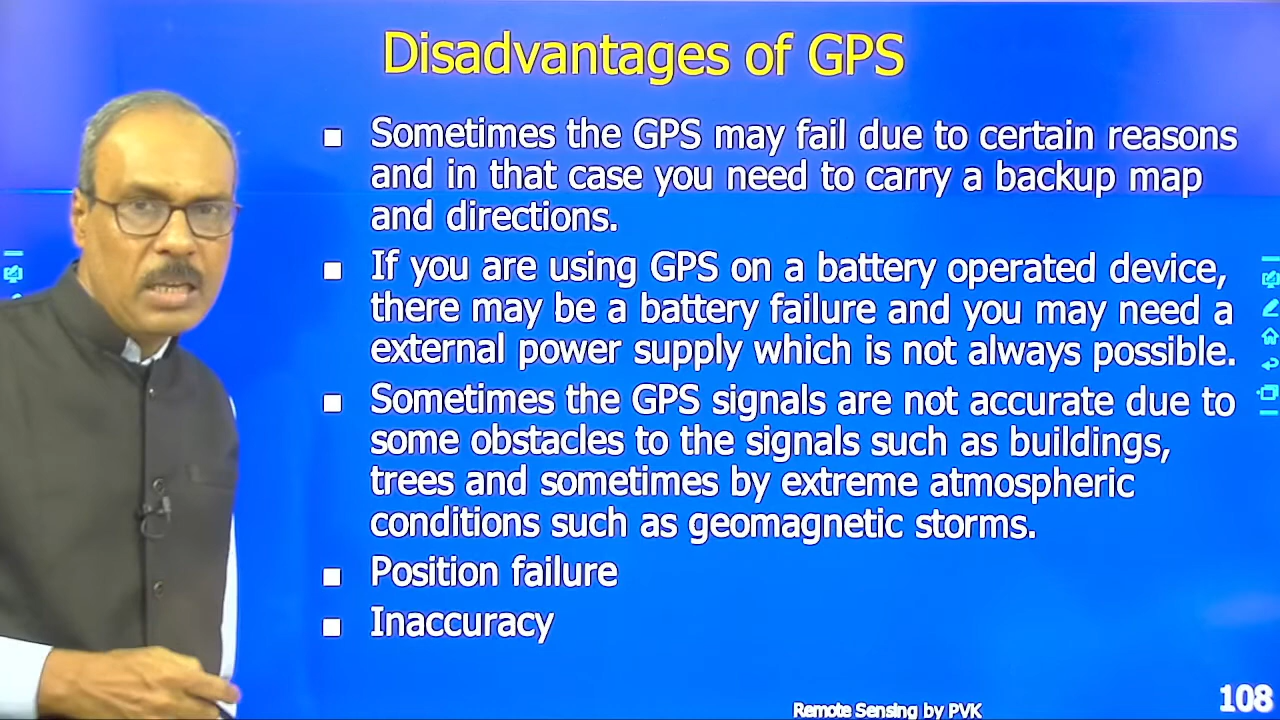 Disadvantages of GPS
■ Sometimes the GPS may fail due to certain reasons
and in that case you need to carry a backup map
and directions.
■ If you are using GPS on a battery operated device,
there may be a battery failure and you may need a
external power supply which is not always possible.
■ Sometimes the GPS signals are not accurate due to
some obstacles to the signals such as buildings,
trees and sometimes by extreme atmospheric
conditions such as geomagnetic storms.
■ Position failure
■ Inaccuracy
Remote Sensing by PVK
108